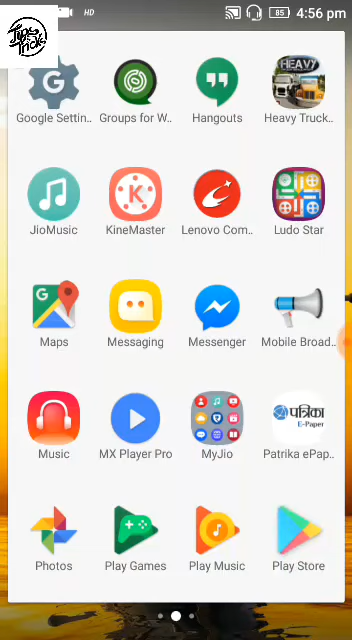 Tips
Tricks
HD
85
4:56 pm
Google Settin..
Groups for W..
Hangouts
HEAVY
Heavy Truck..
JioMusic
KineMaster
Lenovo Com..
Ludo Star
Maps
Messaging
Messenger
Mobile Broad..
Music
MX Player Pro
MyJio
पत्रिका
E-Paper
Patrika ePap..
Photos
Play Games
Play Music
Play Store